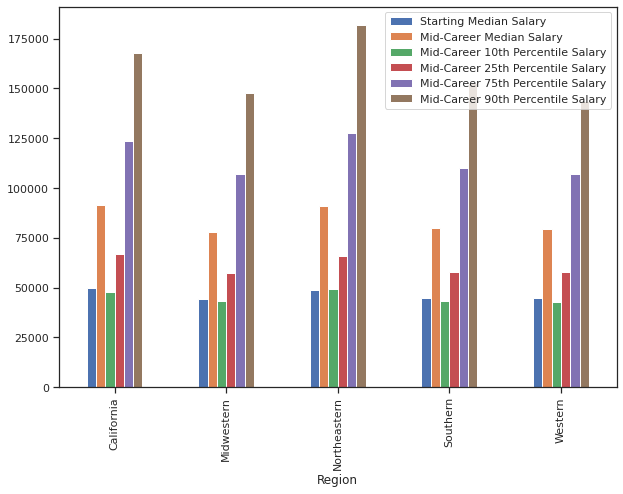 Starting Median Salary
Mid-Career Median Salary
Mid-Career 10th Percentile Salary
Mid-Career 25th Percentile Salary
Mid-Career 75th Percentile Salary
Mid-Career 90th Percentile Salary
175000
150000
125000
100000
75000
50000
25000
0
California
Midwestern
Northeastern
Southern
Western
Region